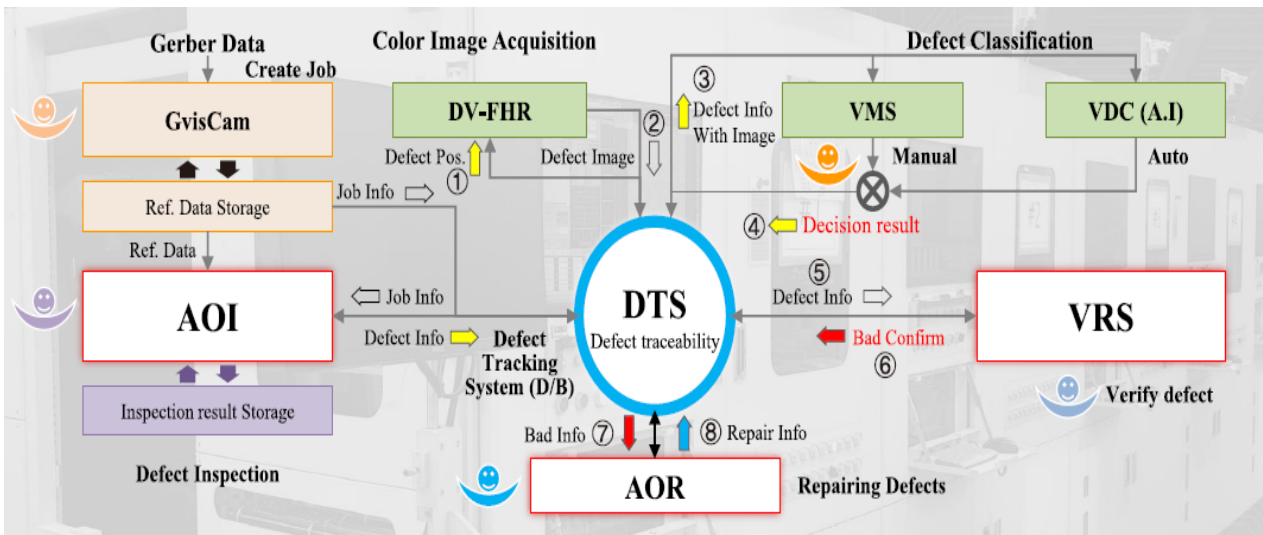 Gerber Data
Create Job
GvisCam
Ref. Data Storage
Ref. Data
Job Info
AOI
Job Info
Defect Info
Inspection result Storage
Defect Inspection
Color Image Acquisition
DV-FHR
Defect Pos.
①
Defect Image
②
③
Defect Info
With Image
Defect Classification
VMS
VDC (A.I)
Manual
Auto
④
Decision result
DTS
Defect traceability
Defect
Tracking
System (D/B)
⑤
Defect Info
Bad Confirm
⑥
VRS
Verify defect
Bad Info ⑦
⑧ Repair Info
AOR
Repairing Defects